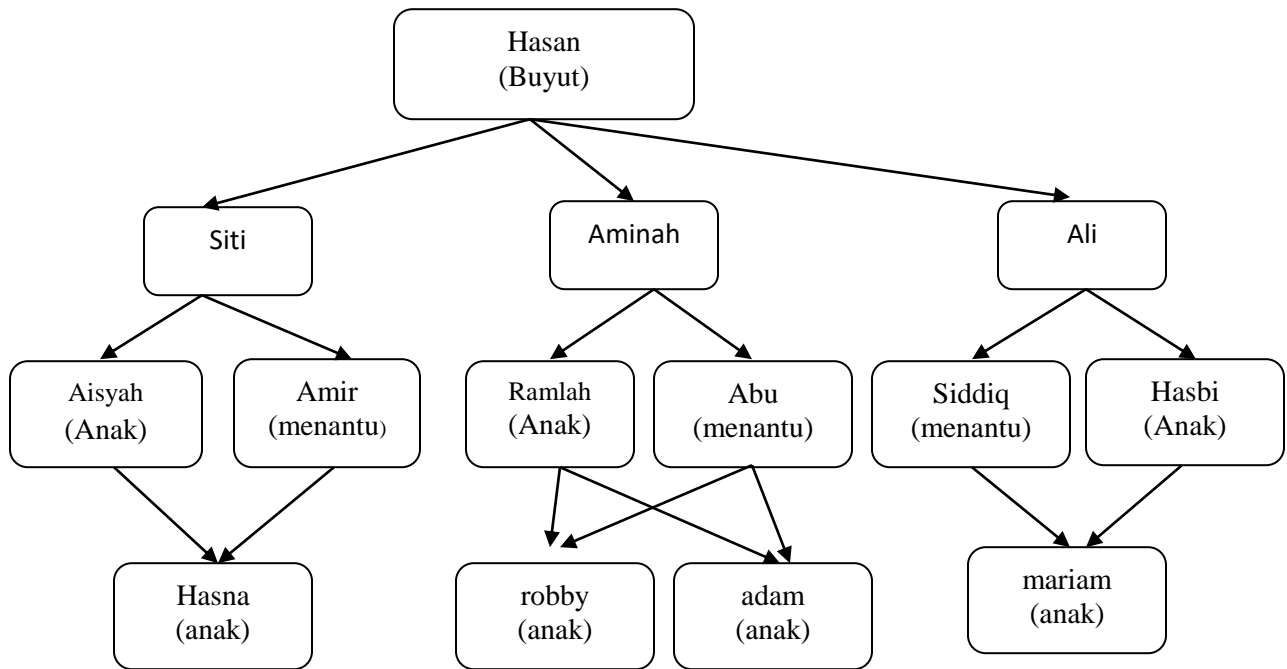 Hasan
(Buyut)
Siti
Aminah
Ali
Aisyah
(Anak)
Amir
(menantu)
Ramlah
(Anak)
Abu
(menantu)
Siddiq
(menantu)
Hasbi
(Anak)
Hasna
(anak)
robby
(anak)
adam
(anak)
mariam
(anak)